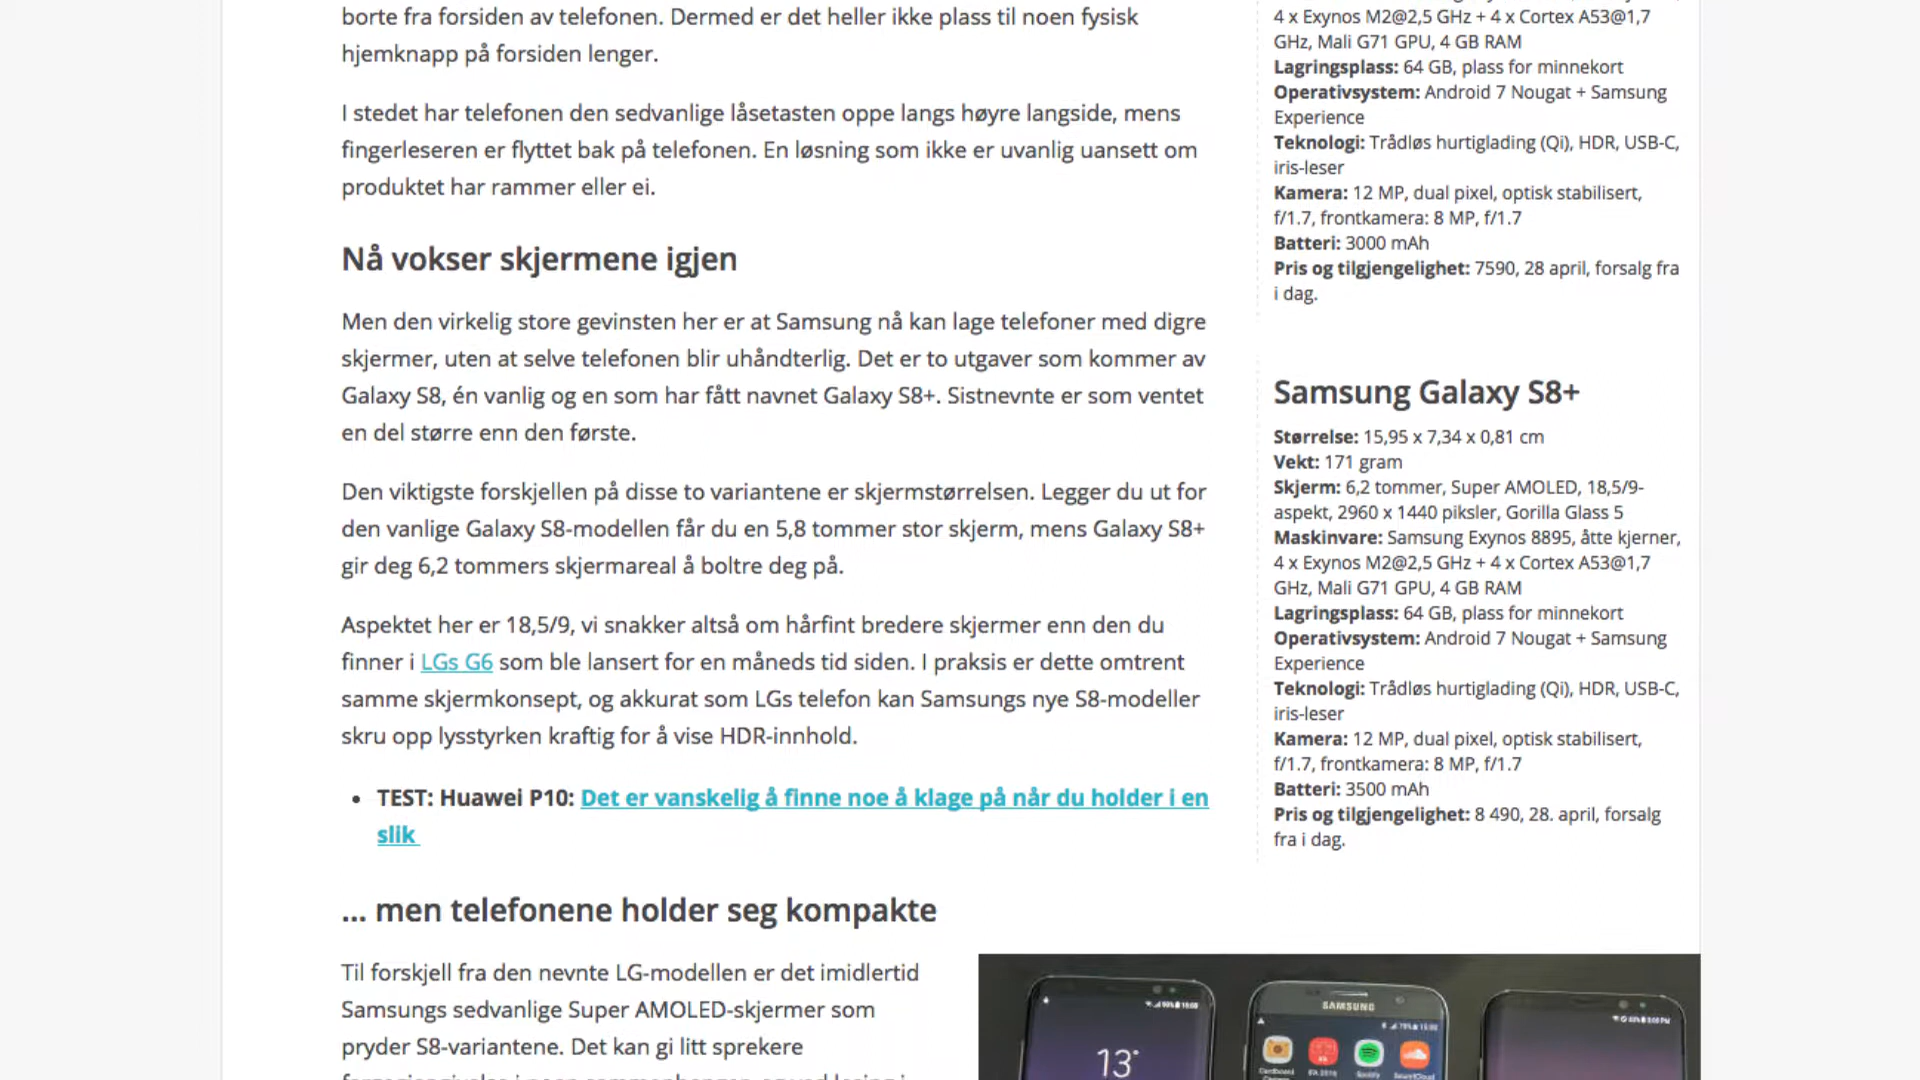 borte fra forsiden av telefonen. Dermed er det heller ikke plass til noen fysisk
hjemknapp på forsiden lenger.
I stedet har telefonen den sedvanlige låsetasten oppe langs høyre langside, mens
fingerleseren er flyttet bak på telefonen. En løsning som ikke er uvanlig uansett om
produktet har rammer eller ei.
Nå vokser skjermene igjen
Men den virkelig store gevinsten her er at Samsung nå kan lage telefoner med digre
skjermer, uten at selve telefonen blir uhåndterlig. Det er to utgaver som kommer av
Galaxy S8, én vanlig og en som har fått navnet Galaxy S8+. Sistnevnte er som ventet
en del større enn den første.
Den viktigste forskjellen på disse to variantene er skjermstørrelsen. Legger du ut for
den vanlige Galaxy S8-modellen får du en 5,8 tommer stor skjerm, mens Galaxy S8+
gir deg 6,2 tommers skjermareal å boltre deg på.
Aspektet her er 18,5/9, vi snakker altså om hårfint bredere skjermer enn den du
finner i LGs G6 som ble lansert for en måneds tid siden. I praksis er dette omtrent
samme skjermkonsept, og akkurat som LGs telefon kan Samsungs nye S8-modeller
skru opp lysstyrken kraftig for å vise HDR-innhold.
• TEST: Huawei P10: Det er vanskelig å finne noe å klage på når du holder i en
slik
... men telefonene holder seg kompakte
Til forskjell fra den nevnte LG-modellen er det imidlertid
Samsungs sedvanlige Super AMOLED-skjermer som
pryder S8-variantene. Det kan gi litt sprekere
4 x Exynos M2@2,5 GHz + 4 x Cortex A53@1,7
GHz, Mali G71 GPU, 4 GB RAM
Lagringsplass: 64 GB, plass for minnekort
Operativsystem: Android 7 Nougat + Samsung
Experience
Teknologi: Trådløs hurtiglading (Qi), HDR, USB-C,
iris-leser
Kamera: 12 MP, dual pixel, optisk stabilisert,
f/1.7, frontkamera: 8 MP, f/1.7
Batteri: 3000 mAh
Pris og tilgjengelighet: 7590, 28 april, forsalg fra
i dag.
Samsung Galaxy S8+
Størrelse: 15,95 x 7,34 x 0,81 cm
Vekt: 171 gram
Skjerm: 6,2 tommer, Super AMOLED, 18,5/9-
aspekt, 2960 x 1440 piksler, Gorilla Glass 5
Maskinvare: Samsung Exynos 8895, åtte kjerner,
4 x Exynos M2@2,5 GHz + 4 x Cortex A53@1,7
GHz, Mali G71 GPU, 4 GB RAM
Lagringsplass: 64 GB, plass for minnekort
Operativsystem: Android 7 Nougat + Samsung
Experience
Teknologi: Trådløs hurtiglading (Qi), HDR, USB-C,
iris-leser
Kamera: 12 MP, dual pixel, optisk stabilisert,
f/1.7, frontkamera: 8 MP, f/1.7
Batteri: 3500 mAh
Pris og tilgjengelighet: 8 490, 28. april, forsalg
fra i dag.
SAMSUNG
13°
Spotify
SoundCloud